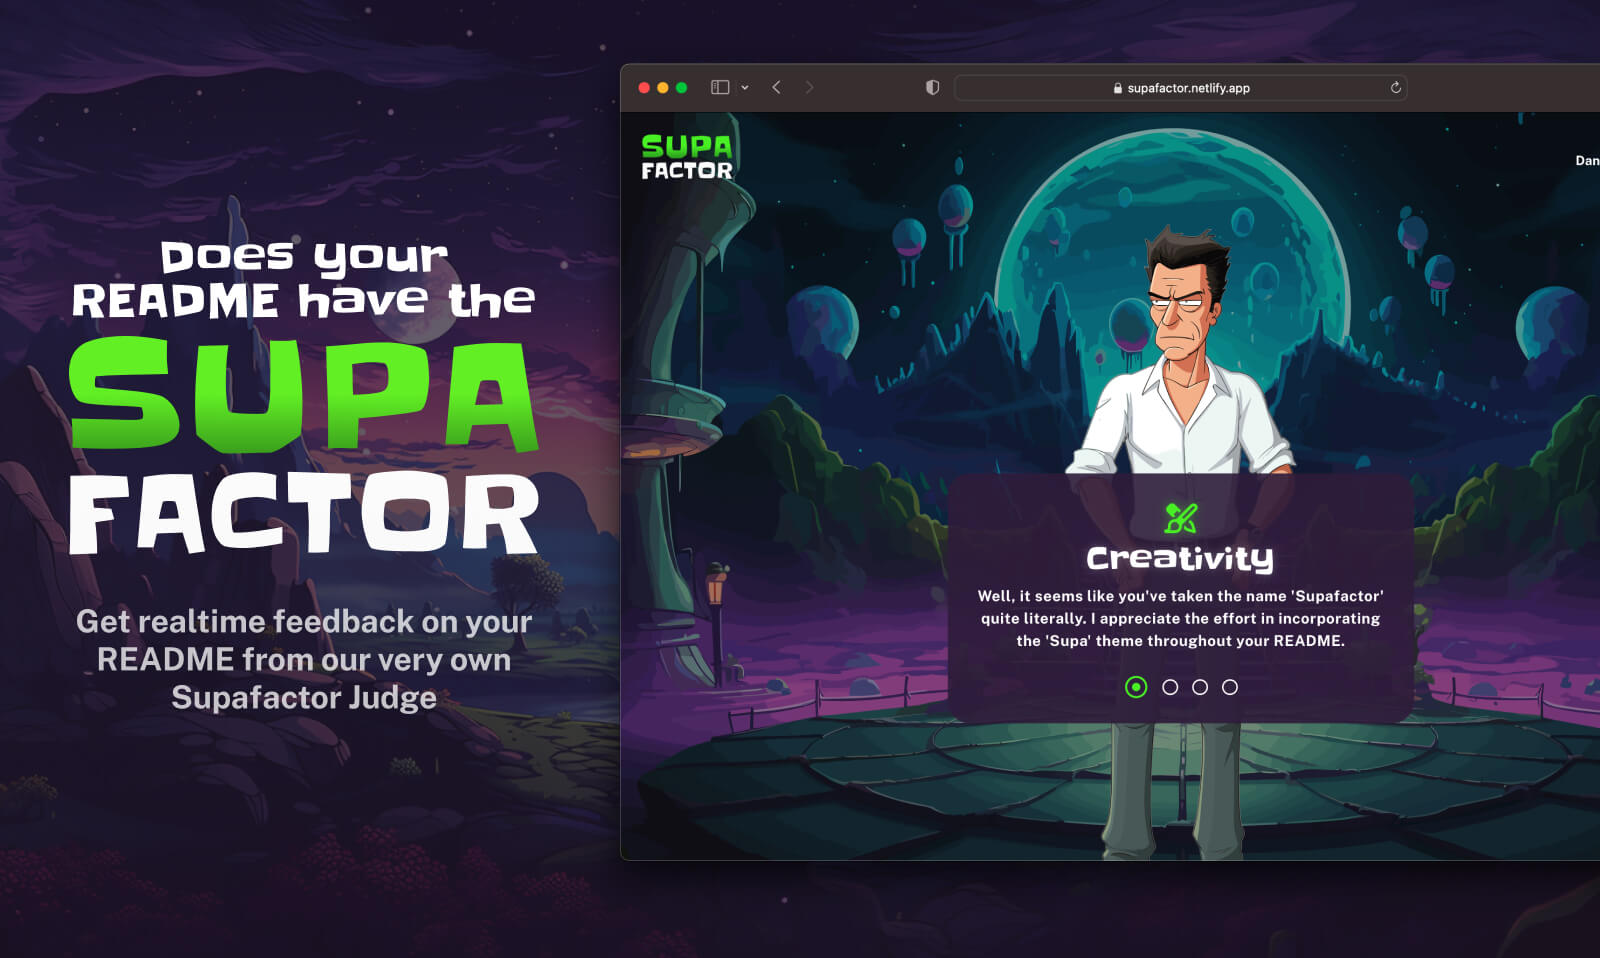 Does your
README have the
SUPA
FACTOR
Get realtime feedback on your
README from our very own
Supafactor Judge
supafactor.netlify.app
SUPA
FACTOR
Dan
Creativity
Well, it seems like you've taken the name 'Supafactor'
quite literally. I appreciate the effort in incorporating
the 'Supa' theme throughout your README.